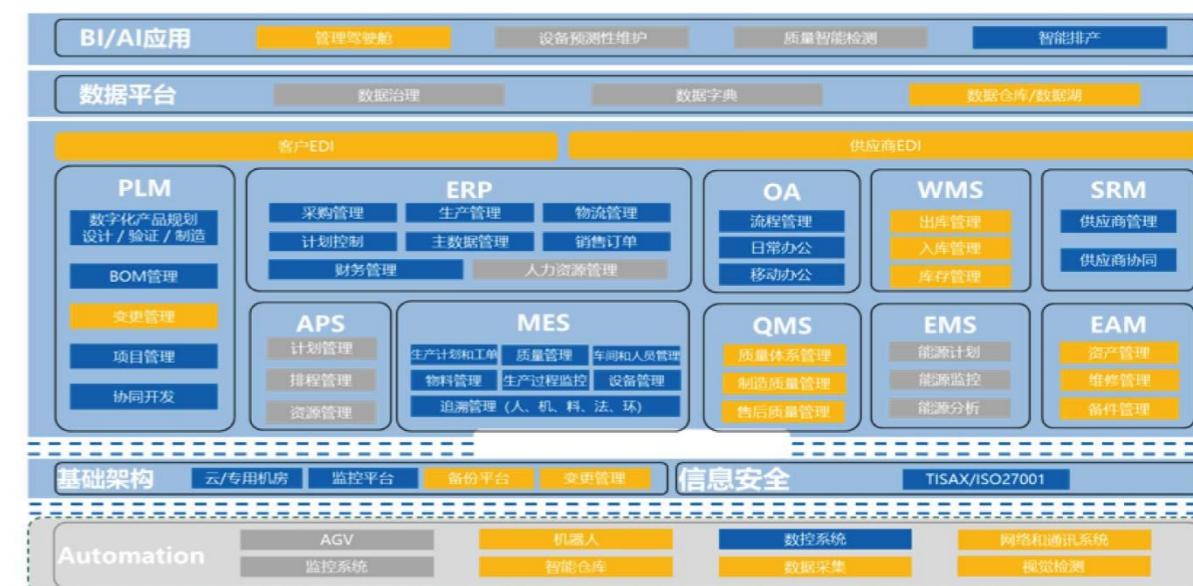 BI/AI应用
管理驾驶舱
设备预测性维护
质量智能检测
智能排产
数据平台
数据治理
数据字典
数据仓库/数据湖
客户EDI
供应商EDI
PLM
数字化产品规划
设计 / 验证 / 制造
BOM管理
变更管理
项目管理
协同开发
ERP
采购管理
生产管理
物流管理
计划控制
主数据管理
销售订单
财务管理
人力资源管理
OA
流程管理
日常办公
移动办公
WMS
出库管理
入库管理
库存管理
SRM
供应商管理
供应商协同
APS
计划管理
排程管理
资源管理
MES
生产计划和工单
质量管理
车间和人员管理
物料管理
生产过程监控
设备管理
追溯管理 (人、机、料、法、环)
QMS
质量体系管理
制造质量管理
售后质量管理
EMS
能源计划
能源监控
能源分析
EAM
资产管理
维修管理
备件管理
基础架构
云/专用机房
监控平台
备份平台
变更管理
信息安全
TISAX/ISO27001
Automation
AGV
机器人
数控系统
网络和通讯系统
监控系统
智能仓库
数据采集
视觉检测